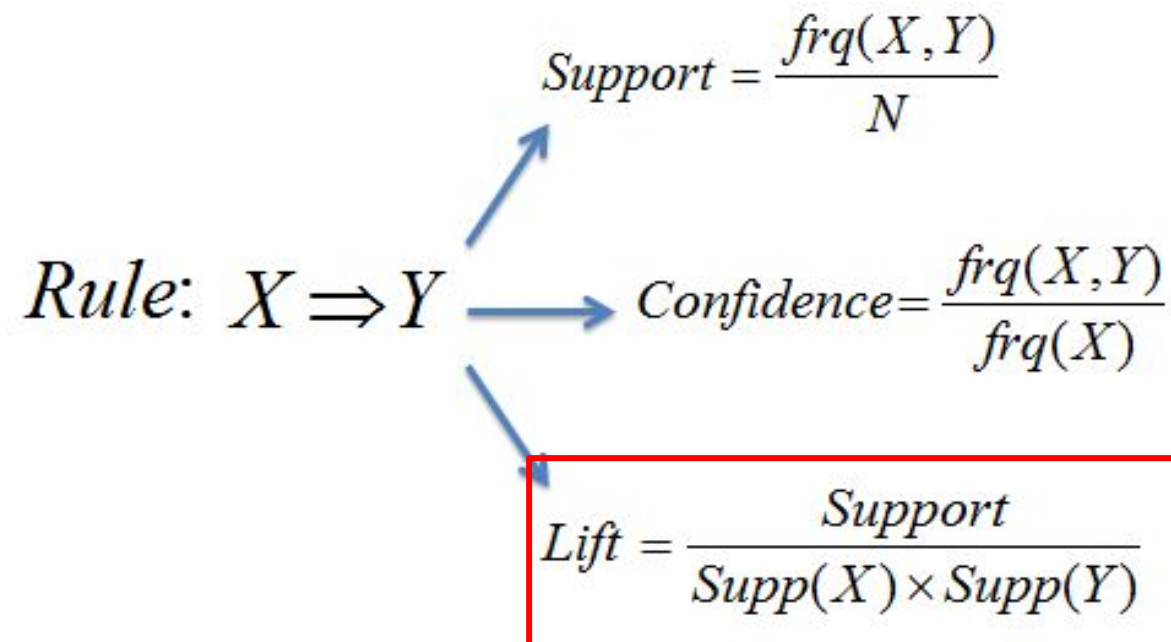 Support = frq(X,Y) / N
Rule: X ⇒ Y
Confidence = frq(X,Y) / frq(X)
Lift = Support / Supp(X) × Supp(Y)